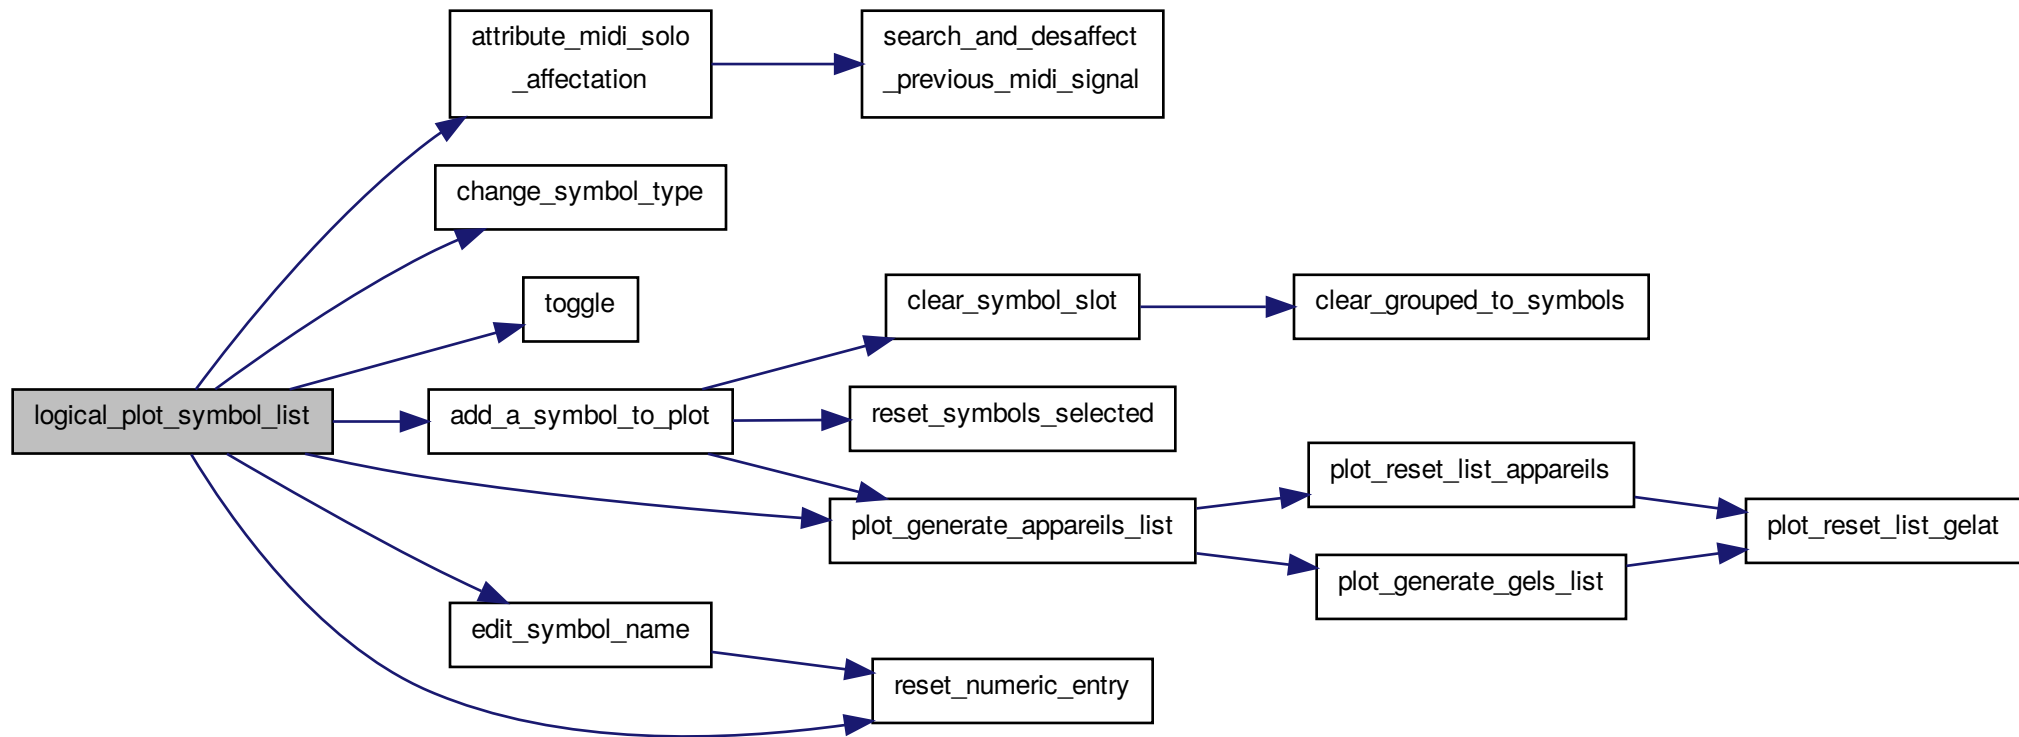 attribute_midi_solo
_affectation
search_and_desaffect
_previous_midi_signal
change_symbol_type
toggle
clear_symbol_slot
clear_grouped_to_symbols
logical_plot_symbol_list
add_a_symbol_to_plot
reset_symbols_selected
plot_generate_appareils_list
plot_reset_list_appareils
plot_reset_list_gelat
plot_generate_gels_list
edit_symbol_name
reset_numeric_entry